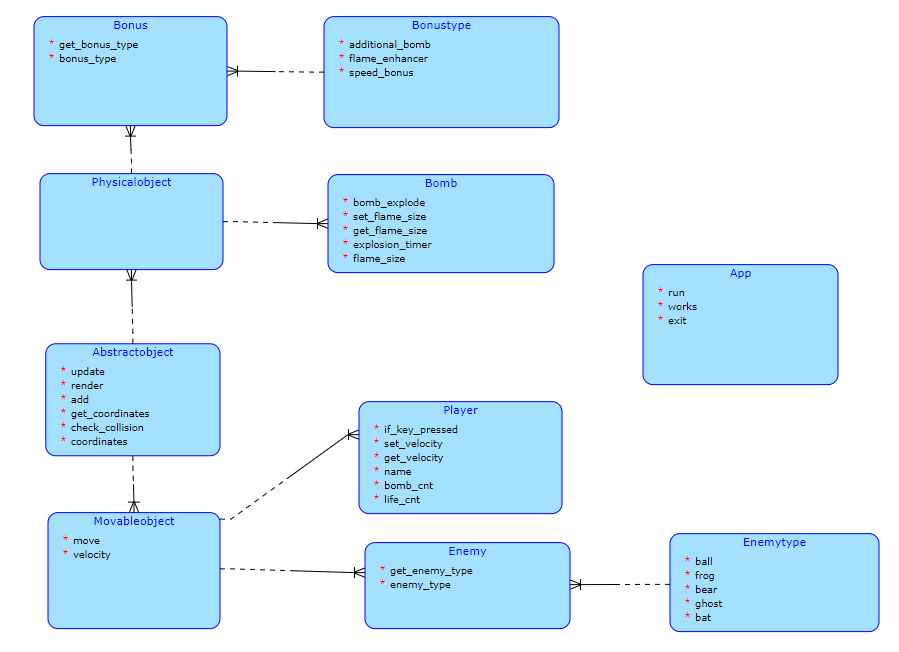 Bonus
* get_bonus_type
* bonus_type
Bonustype
* additional_bomb
* flame_enhancer
* speed_bonus
Physicalobject
Bomb
* bomb_explode
* set_flame_size
* get_flame_size
* explosion_timer
* flame_size
App
* run
* works
* exit
Abstractobject
* update
* render
* add
* get_coordinates
* check_collision
* coordinates
Player
* if_key_pressed
* set_velocity
* get_velocity
* name
* bomb_cnt
* life_cnt
Movableobject
* move
* velocity
Enemy
* get_enemy_type
* enemy_type
Enemytype
* ball
* frog
* bear
* ghost
* bat